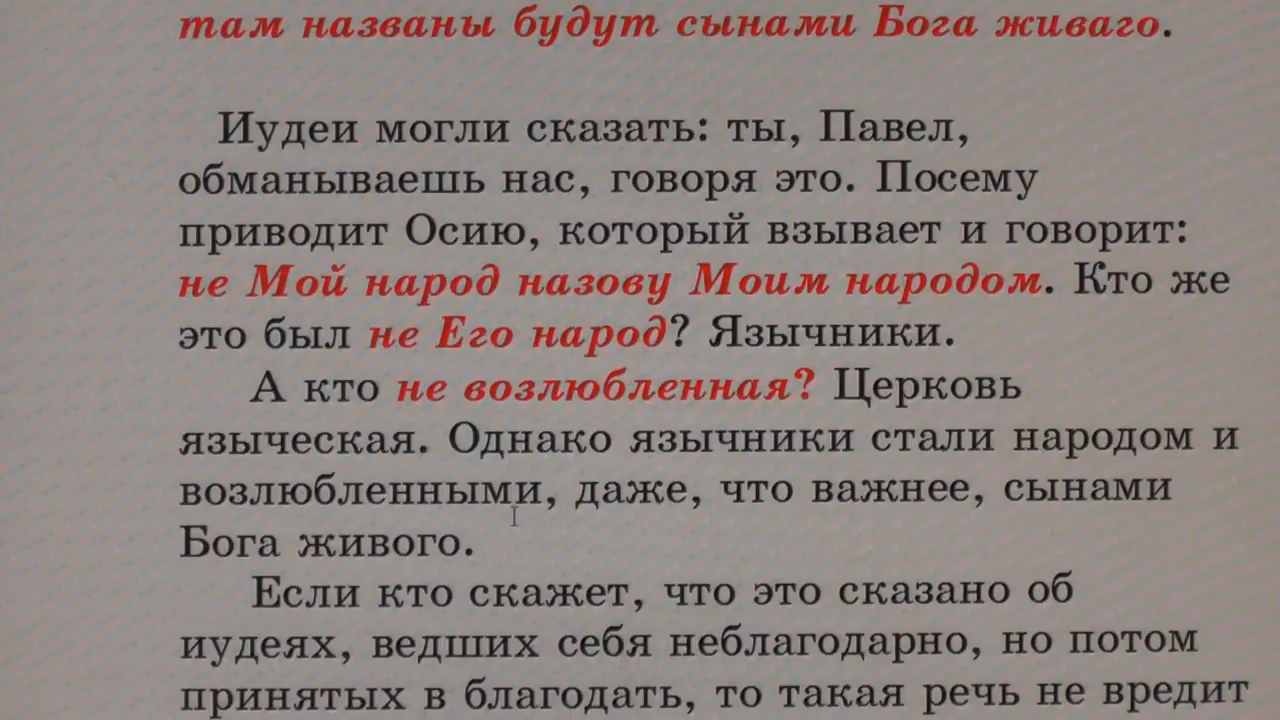 там названы будут сынами Бога живаго.
Иудеи могли сказать: ты, Павел,
обманываешь нас, говоря это. Посему
приводит Осию, который взывает и говорит:
не Мой народ назову Моим народом. Кто же
это был не Его народ? Язычники.
А кто не возлюбленная? Церковь
языческая. Однако язычники стали народом и
возлюбленными, даже, что важнее, сынами
Бога живого.
Если кто скажет, что это сказано об
иудеях, ведших себя неблагодарно, но потом
принятых в благодать, то такая речь не вредит